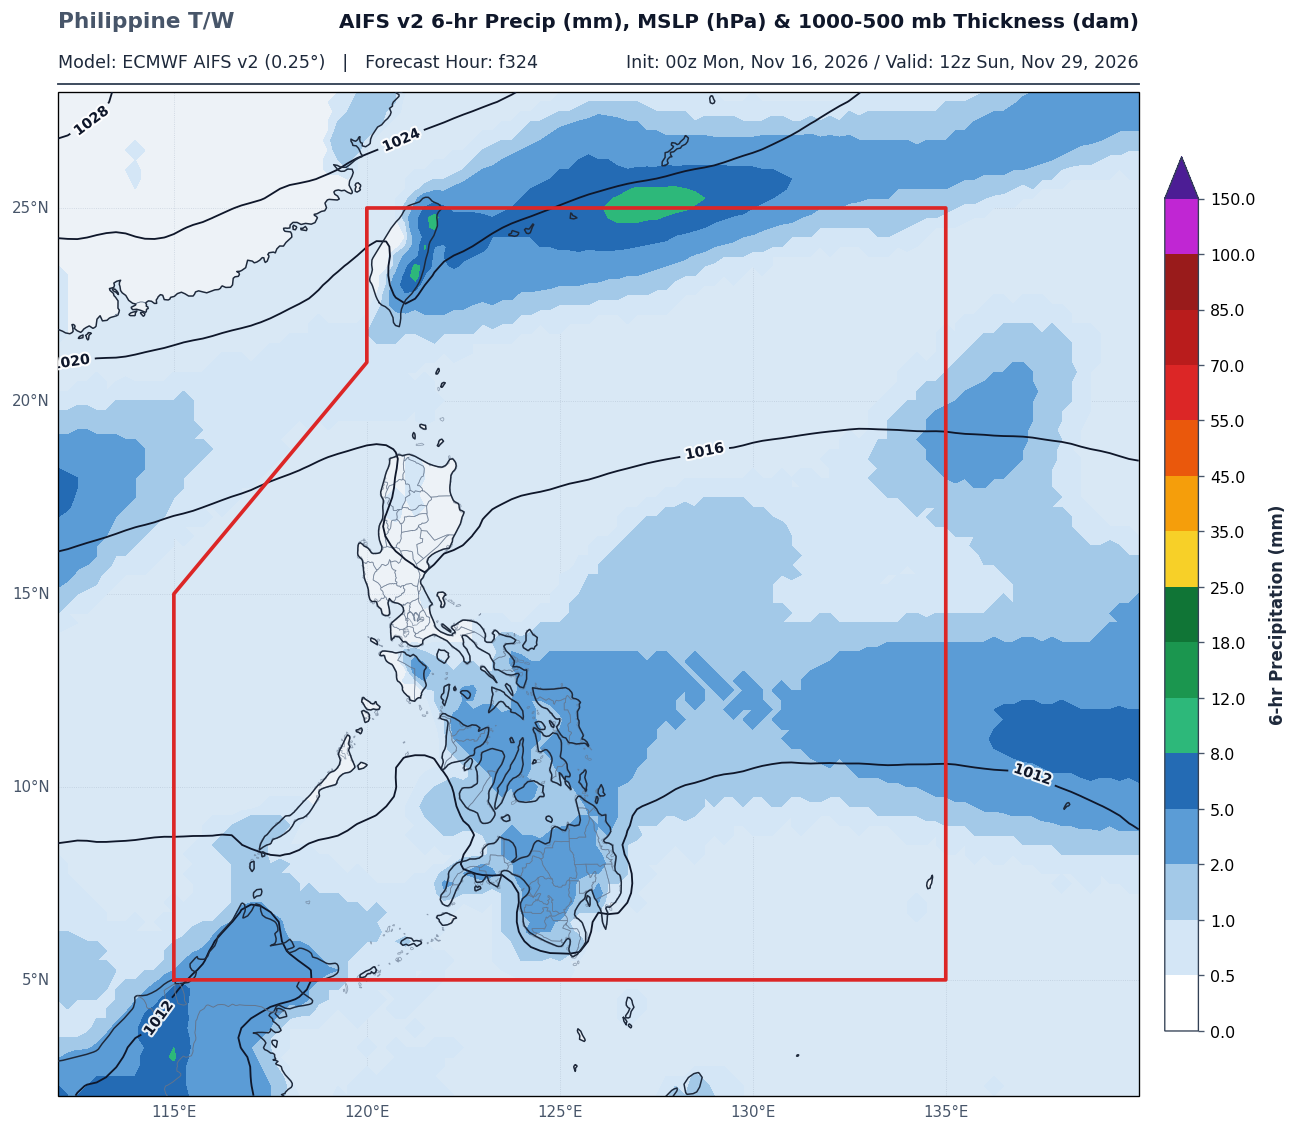 Philippine T/W
AIFS v2 6-hr Precip (mm), MSLP (hPa) & 1000-500 mb Thickness (dam)
Model: ECMWF AIFS v2 (0.25°) | Forecast Hour: f324
Init: 00z Mon, Nov 16, 2026 / Valid: 12z Sun, Nov 29, 2026
1028
1024
1020
1016
1012
1012
25°N
20°N
15°N
10°N
5°N
115°E
120°E
125°E
130°E
135°E
150.0
100.0
85.0
70.0
55.0
45.0
35.0
25.0
18.0
12.0
8.0
5.0
2.0
1.0
0.5
0.0
6-hr Precipitation (mm)